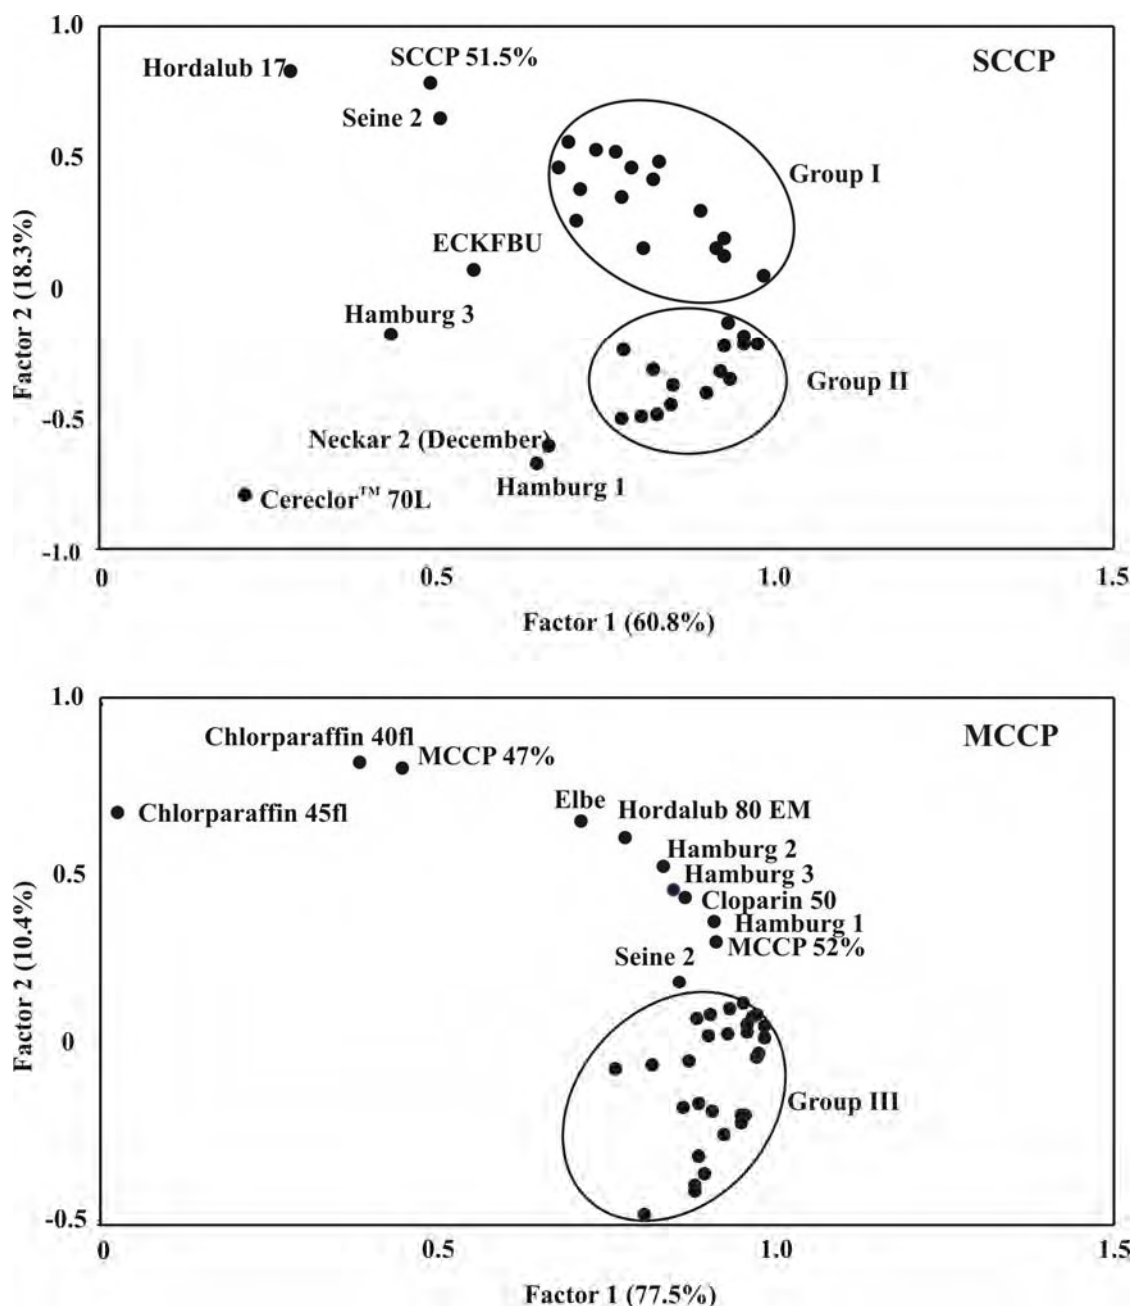 1.0
SCCP
SCCP 51.5%
Hordalub 17
Seine 2
0.5
Group I
ECKFBU
0
Hamburg 3
Group II
-0.5
Neckar 2 (December)
Hamburg 1
Cereclor™ 70L
-1.0
Factor 2 (18.3%)
0 0.5 1.0 1.5
Factor 1 (60.8%)
1.0
MCCP
Chlorparaffin 40fl
MCCP 47%
Chlorparaffin 45fl
Elbe
Hordalub 80 EM
Hamburg 2
0.5
Hamburg 3
Cloparin 50
Hamburg 1
MCCP 52%
Seine 2
0
Group III
-0.5
Factor 2 (10.4%)
0 0.5 1.0 1.5
Factor 1 (77.5%)